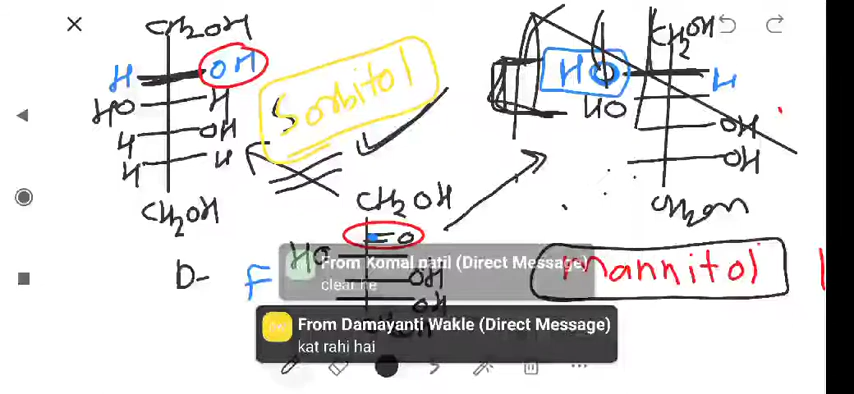 CH2OH
H OH
HO H
H OH
H H
CH2OH
Sorbitol
CH2OH
HO H
HO
OH
OH
CH2OH
=O
HO
OH
OH
D- F
mannitol
From Komal patil (Direct Message)
clear he
From Damayanti Wakle (Direct Message)
kat rahi hai